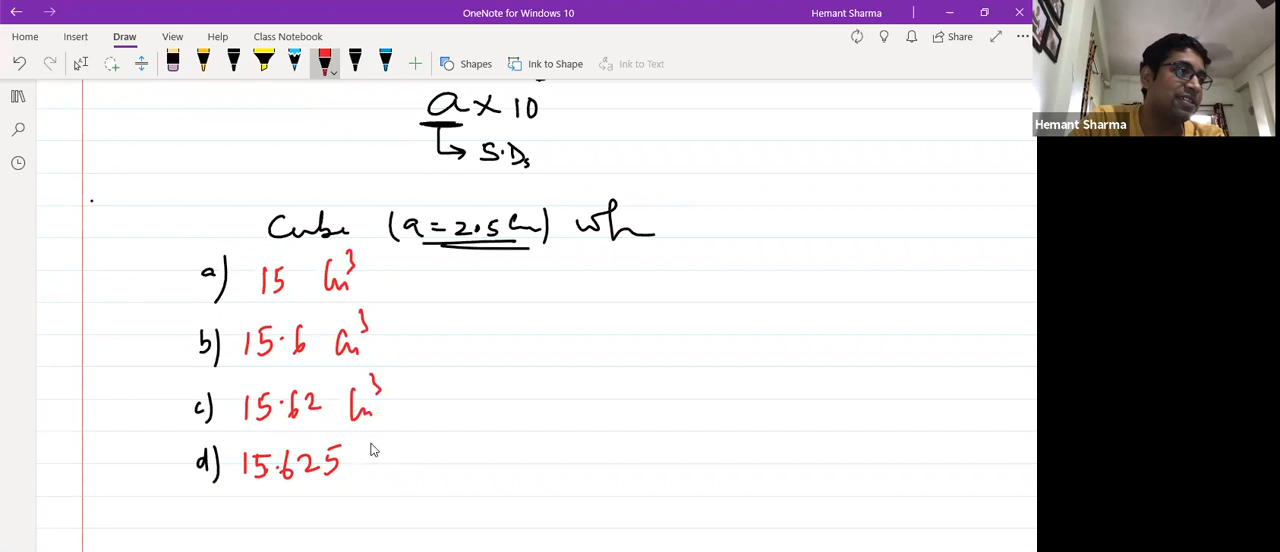 OneNote for Windows 10
Hemant Sharma
Home Insert Draw View Help Class Notebook
Share
Shapes Ink to Shape Ink to Text
a × 10
S.Ds
Cube (a = 2.5 cm) wh
a) 15 cm³
b) 15.6 cm³
c) 15.62 cm³
d) 15.625
Hemant Sharma